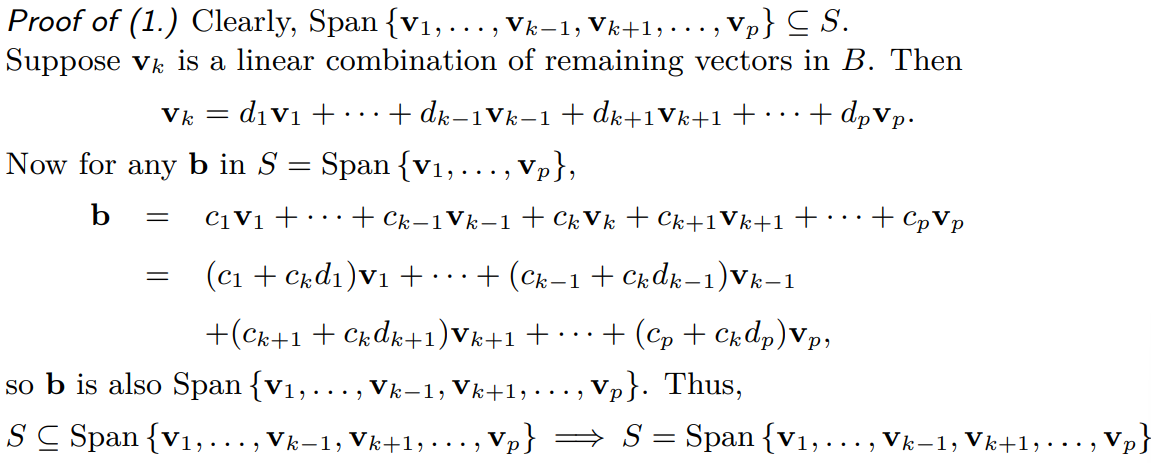 Proof of (1.) Clearly, Span {v₁, . . . , vₖ₋₁, vₖ₊₁, . . . , vₚ} ⊆ S.
Suppose vₖ is a linear combination of remaining vectors in B. Then
vₖ = d₁v₁ + · · · + dₖ₋₁vₖ₋₁ + dₖ₊₁vₖ₊₁ + · · · + dₚvₚ.
Now for any b in S = Span {v₁, . . . , vₚ},
b = c₁v₁ + · · · + cₖ₋₁vₖ₋₁ + cₖvₖ + cₖ₊₁vₖ₊₁ + · · · + cₚvₚ
= (c₁ + cₖd₁)v₁ + · · · + (cₖ₋₁ + cₖdₖ₋₁)vₖ₋₁
+(cₖ₊₁ + cₖdₖ₊₁)vₖ₊₁ + · · · + (cₚ + cₖdₚ)vₚ,
so b is also Span {v₁, . . . , vₖ₋₁, vₖ₊₁, . . . , vₚ}. Thus,
S ⊆ Span {v₁, . . . , vₖ₋₁, vₖ₊₁, . . . , vₚ} ⟹ S = Span {v₁, . . . , vₖ₋₁, vₖ₊₁, . . . , vₚ}